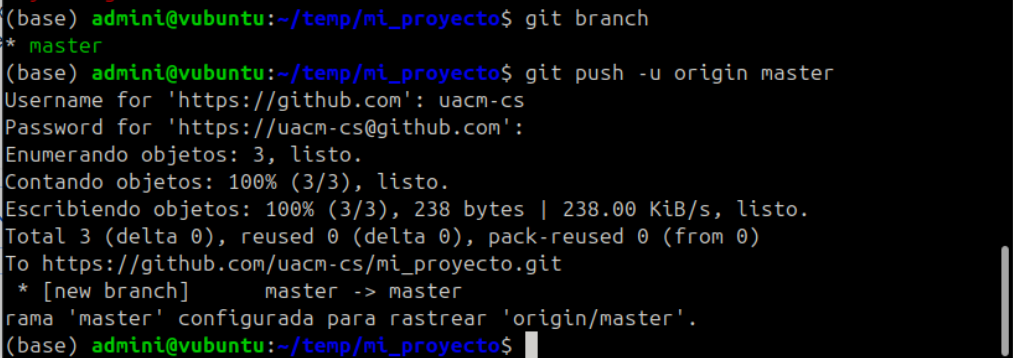 (base) admini@vubuntu:~/temp/mi_proyecto$ git branch
* master
(base) admini@vubuntu:~/temp/mi_proyecto$ git push -u origin master
Username for 'https://github.com': uacm-cs
Password for 'https://uacm-cs@github.com':
Enumerando objetos: 3, listo.
Contando objetos: 100% (3/3), listo.
Escribiendo objetos: 100% (3/3), 238 bytes | 238.00 KiB/s, listo.
Total 3 (delta 0), reused 0 (delta 0), pack-reused 0 (from 0)
To https://github.com/uacm-cs/mi_proyecto.git
 * [new branch]      master -> master
rama 'master' configurada para rastrear 'origin/master'.
(base) admini@vubuntu:~/temp/mi_proyecto$